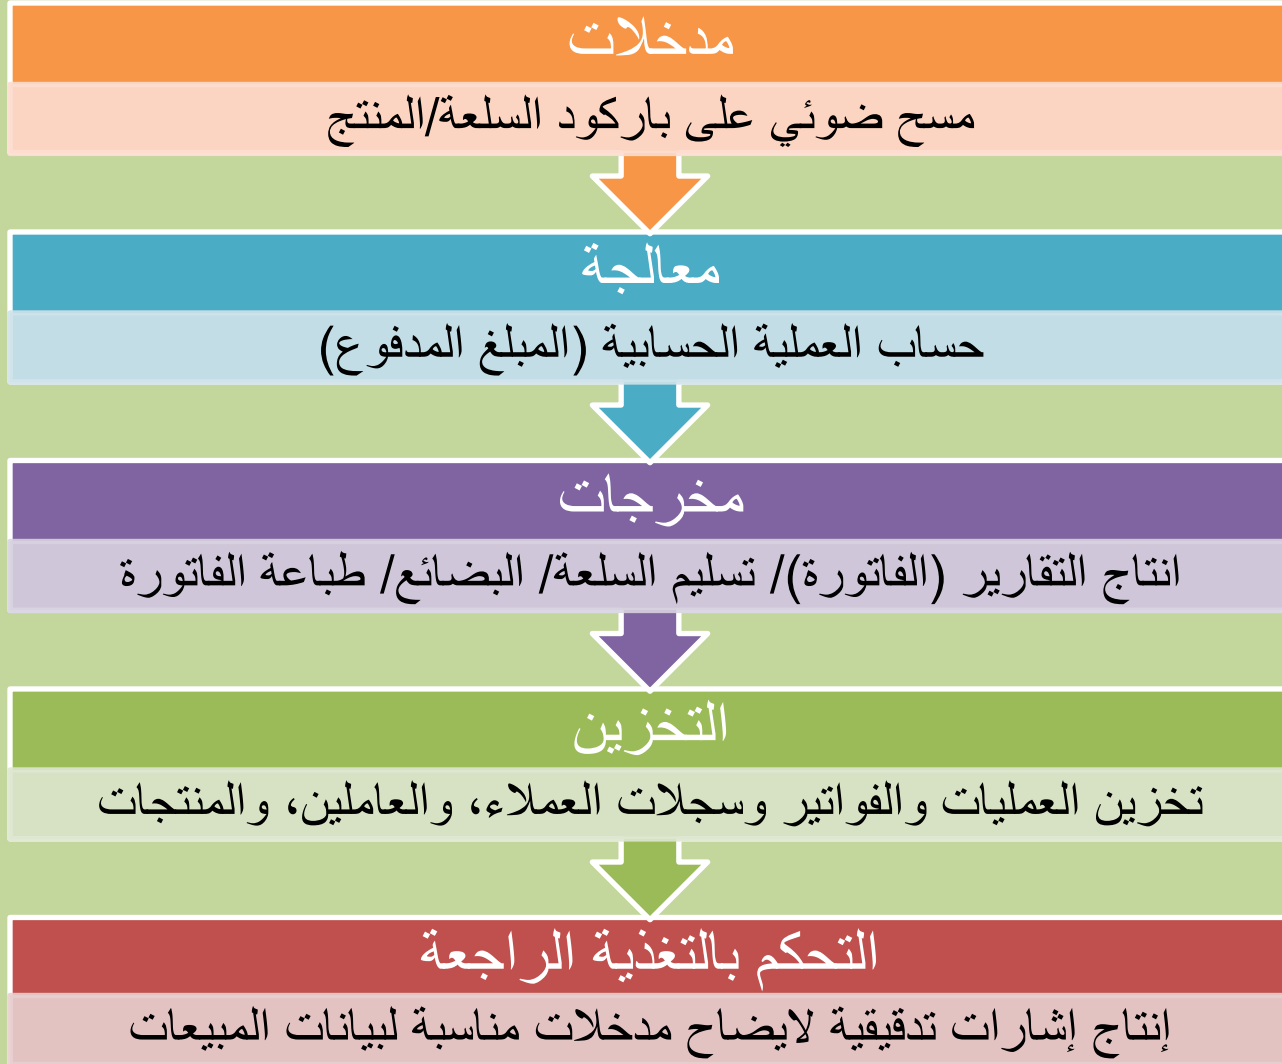 مدخلات
مسح ضوئي على باركود السلعة/المنتج
معالجة
حساب العملية الحسابية (المبلغ المدفوع)
مخرجات
انتاج التقارير (الفاتورة)/ تسليم السلعة/ البضائع/ طباعة الفاتورة
التخزين
تخزين العمليات والفواتير وسجلات العملاء، والعاملين، والمنتجات
التحكم بالتغذية الراجعة
إنتاج إشارات تدقيقية لايضاح مدخلات مناسبة لبيانات المبيعات